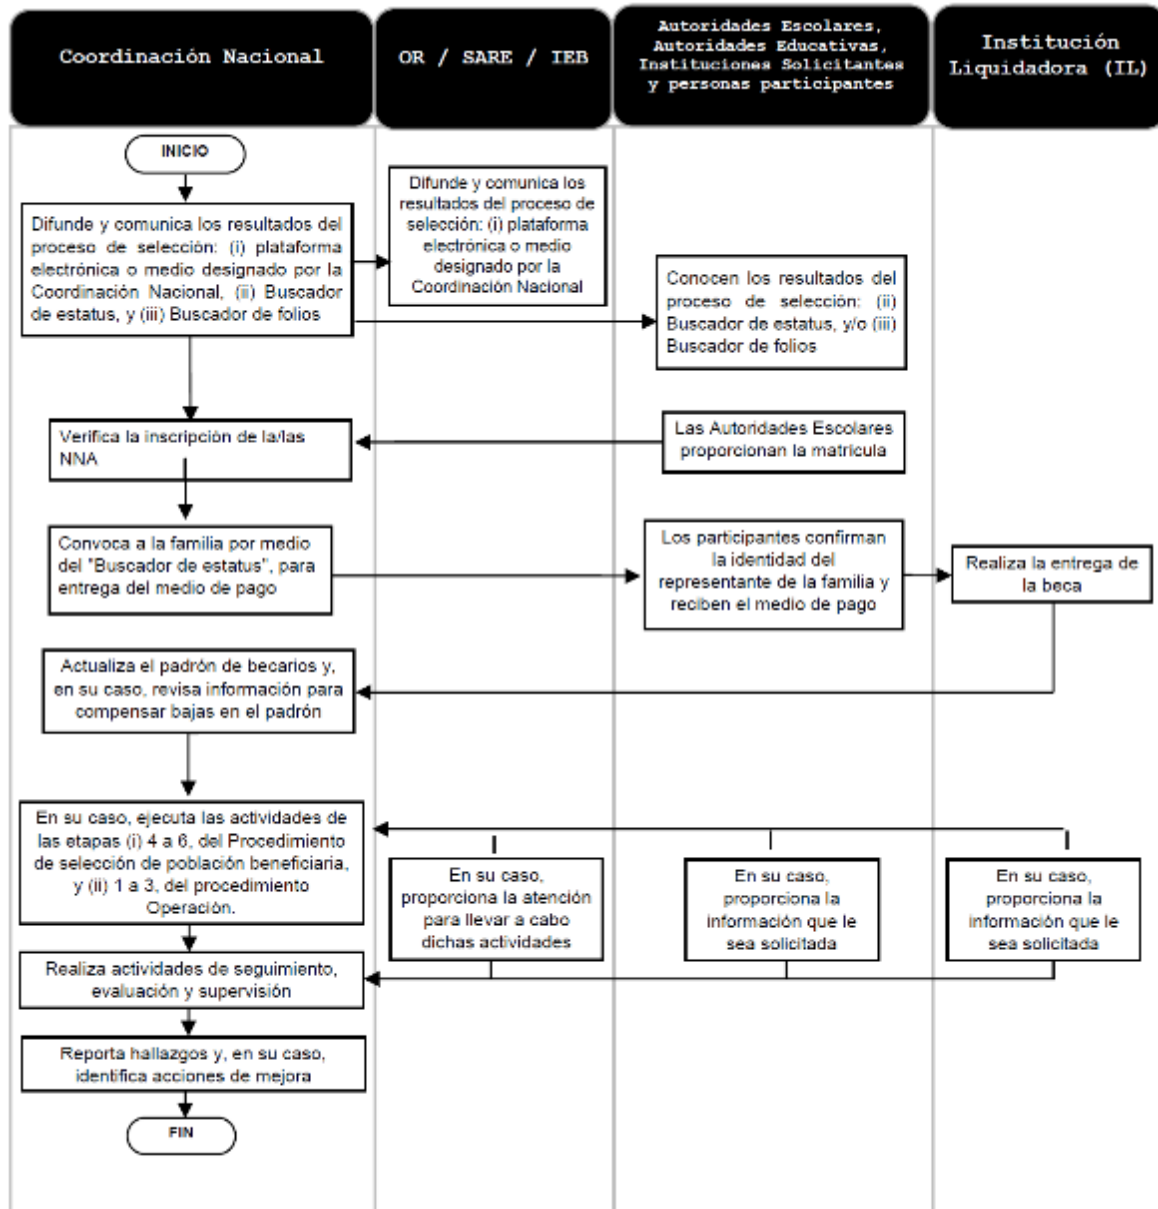 Coordinación Nacional
OR / SARE / IEB
Autoridades Escolares,
Autoridades Educativas,
Instituciones Solicitantes
y personas participantes
Institución
Liquidadora (IL)
INICIO
Difunde y comunica los resultados del
proceso de selección: (i) plataforma
electrónica o medio designado por la
Coordinación Nacional, (ii) Buscador
de estatus, y (iii) Buscador de folios
Difunde y comunica los
resultados del proceso de
selección: (i) plataforma
electrónica o medio
designado por la
Coordinación Nacional
Conocen los resultados del
proceso de selección: (ii)
Buscador de estatus, y/o (iii)
Buscador de folios
Verifica la inscripción de la/las
NNA
Las Autoridades Escolares
proporcionan la matrícula
Convoca a la familia por medio
del "Buscador de estatus", para
entrega del medio de pago
Los participantes confirman
la identidad del
representante de la familia y
reciben el medio de pago
Realiza la entrega de
la beca
Actualiza el padrón de becarios y,
en su caso, revisa información para
compensar bajas en el padrón
En su caso, ejecuta las actividades de
las etapas (i) 4 a 6, del Procedimiento
de selección de población beneficiaria,
y (ii) 1 a 3, del procedimiento
Operación.
En su caso,
proporciona la atención
para llevar a cabo
dichas actividades
En su caso,
proporciona la
información que le
sea solicitada
En su caso,
proporciona la
información que le
sea solicitada
Realiza actividades de seguimiento,
evaluación y supervisión
Reporta hallazgos y, en su caso,
identifica acciones de mejora
FIN